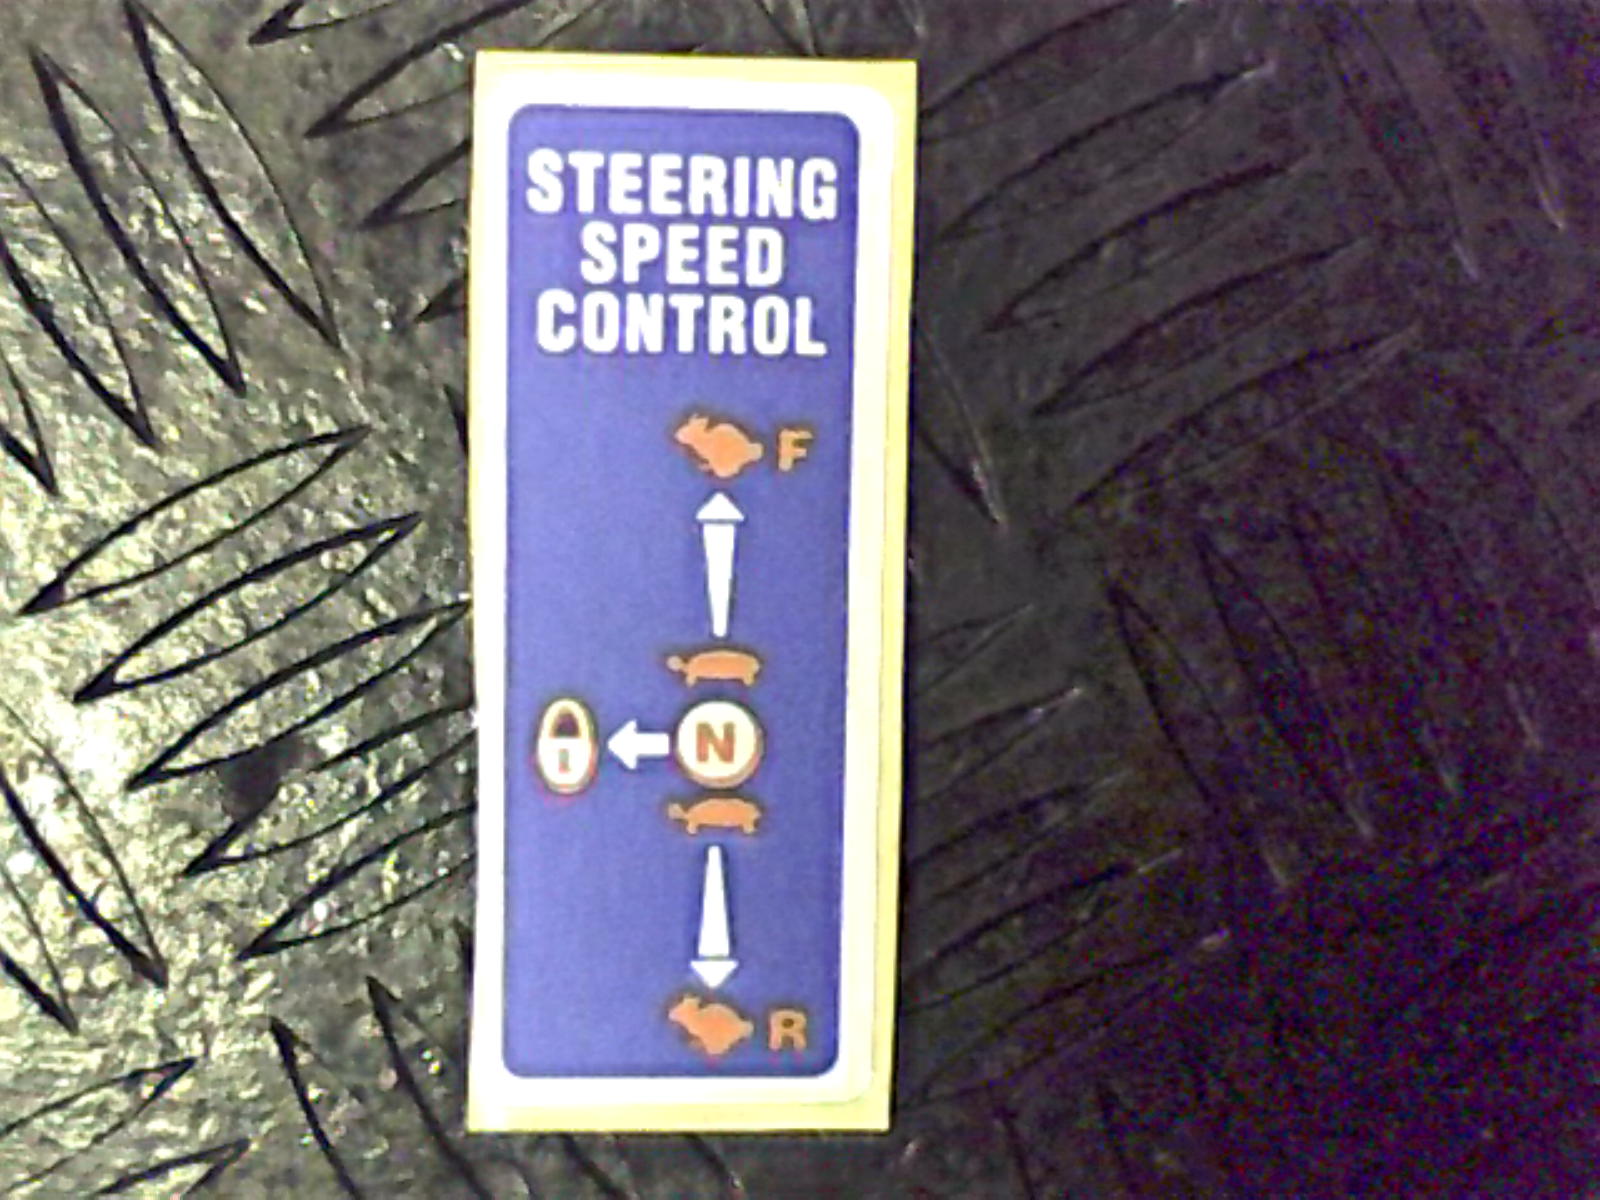 STEERING
SPEED
CONTROL
F
N
R